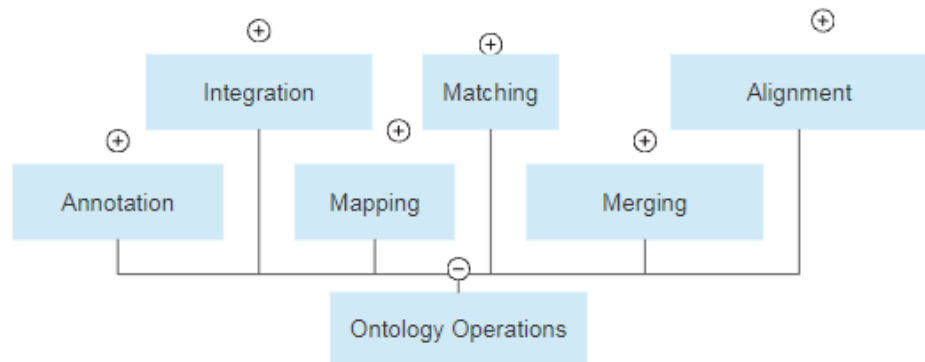 Integration
Matching
Alignment
Annotation
Mapping
Merging
Ontology Operations